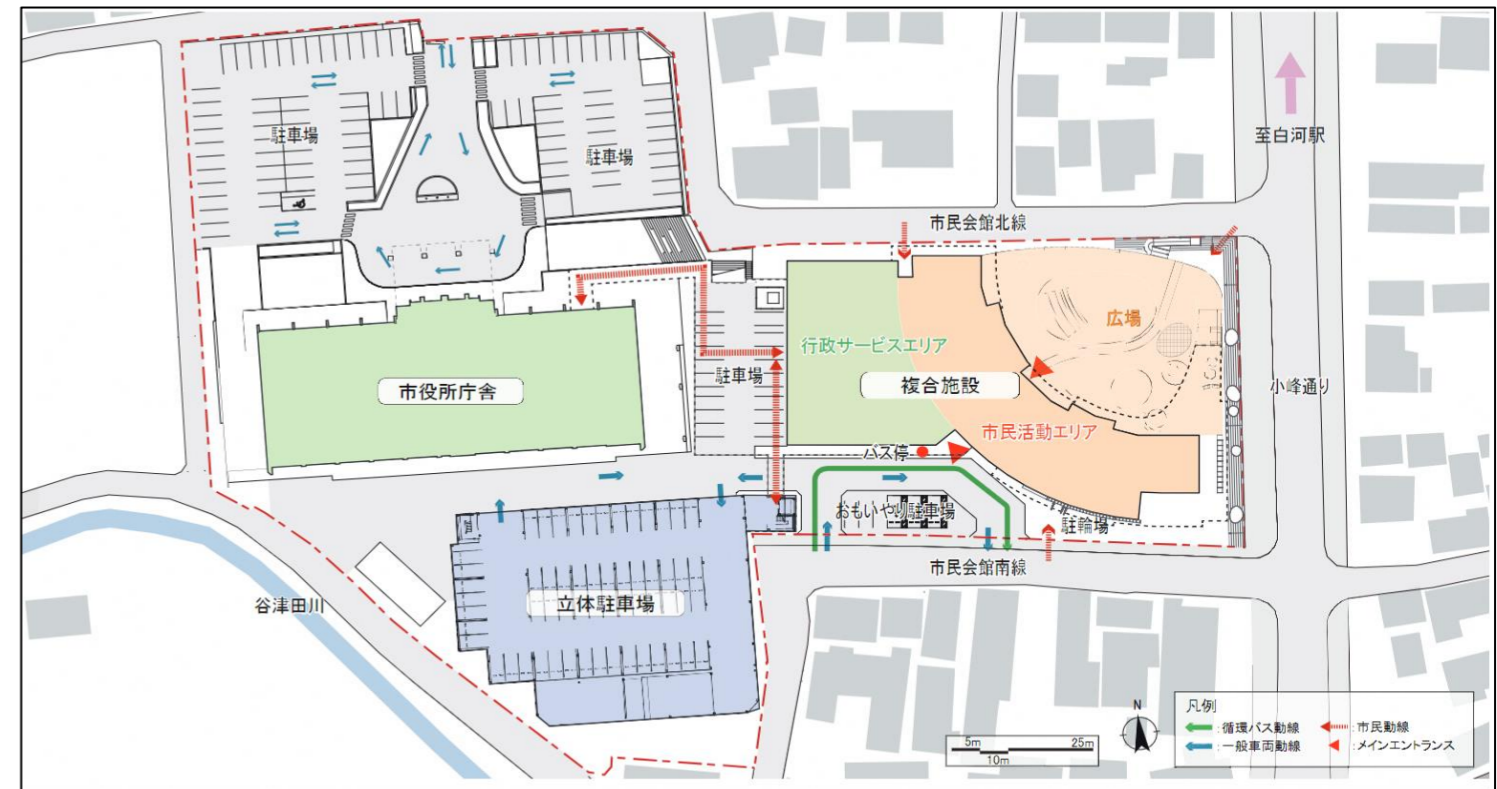 駐車場
駐車場
至白河駅
市民会館北線
広場
行政サービスエリア
駐車場
複合施設
小峰通り
市役所庁舎
市民活動エリア
バス停
おもいやり駐車場
駐輪場
市民会館南線
谷津田川
立体駐車場
N
5m
25m
10m
凡例
:循環バス動線
:市民動線
:一般車両動線
:メインエントランス